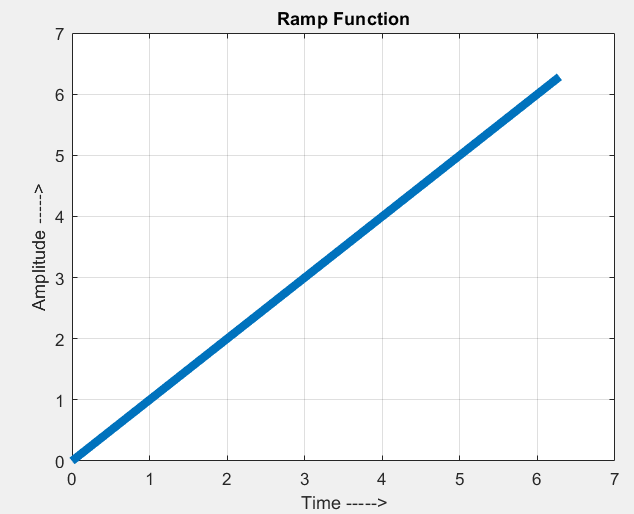 Ramp Function
7
6
5
4
3
2
1
0
Amplitude ----->
0 1 2 3 4 5 6 7
Time ----->